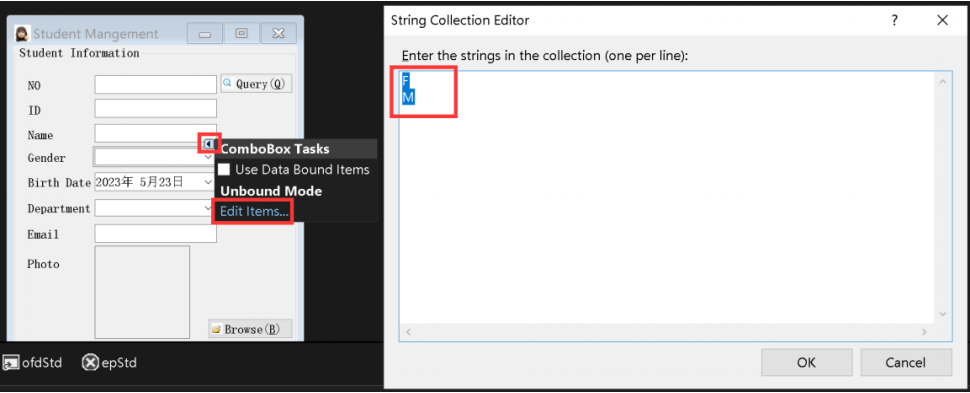 Student Mangement
Student Information
NO
Query(Q)
ID
Name
Gender
Birth Date 2023年 5月23日
Department
Email
Photo
Browse(B)
ComboBox Tasks
Use Data Bound Items
Unbound Mode
Edit Items...
ofdStd
epStd
String Collection Editor
?
Enter the strings in the collection (one per line):
F
M
OK
Cancel